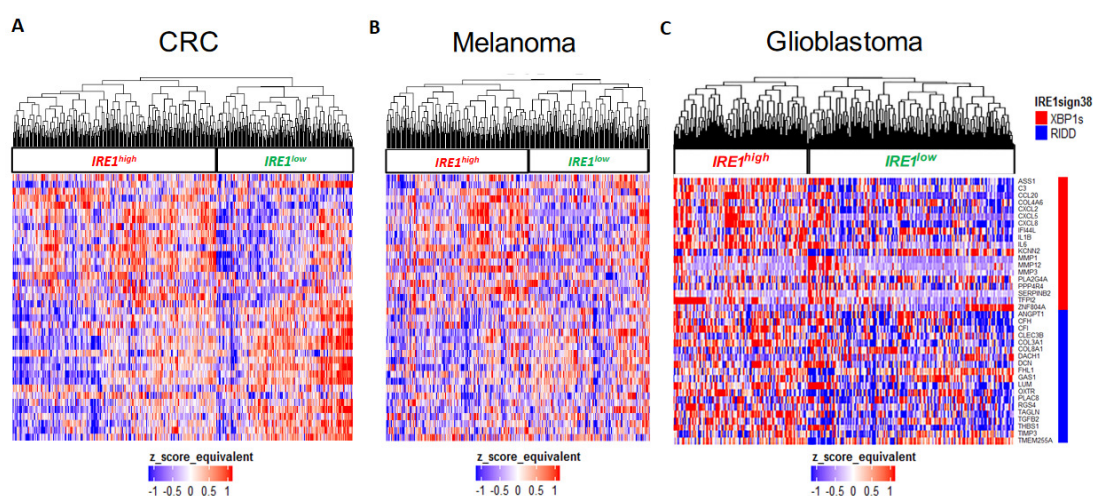 A
CRC
B
Melanoma
C
Glioblastoma
IRE1high
IRE1low
IRE1high
IRE1low
IRE1high
IRE1low
IRE1sign38
XBP1s
RIDD
ASS1
C3
CCL20
COL4A6
CXCL2
CXCL5
CXCL8
IFI44L
IL1B
IL6
KCNN2
MMP1
MMP12
MMP3
PLA2G4A
PPP4R4
SERPINB2
TFPI2
ZNF804A
ANGPT1
CFH
CFI
CLEC3B
COL3A1
COL8A1
DACH1
DCN
FHL1
GAS1
LUM
OXTR
PLAC8
RGS4
TAGLN
TGFB2
THBS1
TIMP3
TMEM255A
z_score_equivalent
-1 -0.5 0 0.5 1
z_score_equivalent
-1 -0.5 0 0.5 1
z_score_equivalent
-1 -0.5 0 0.5 1